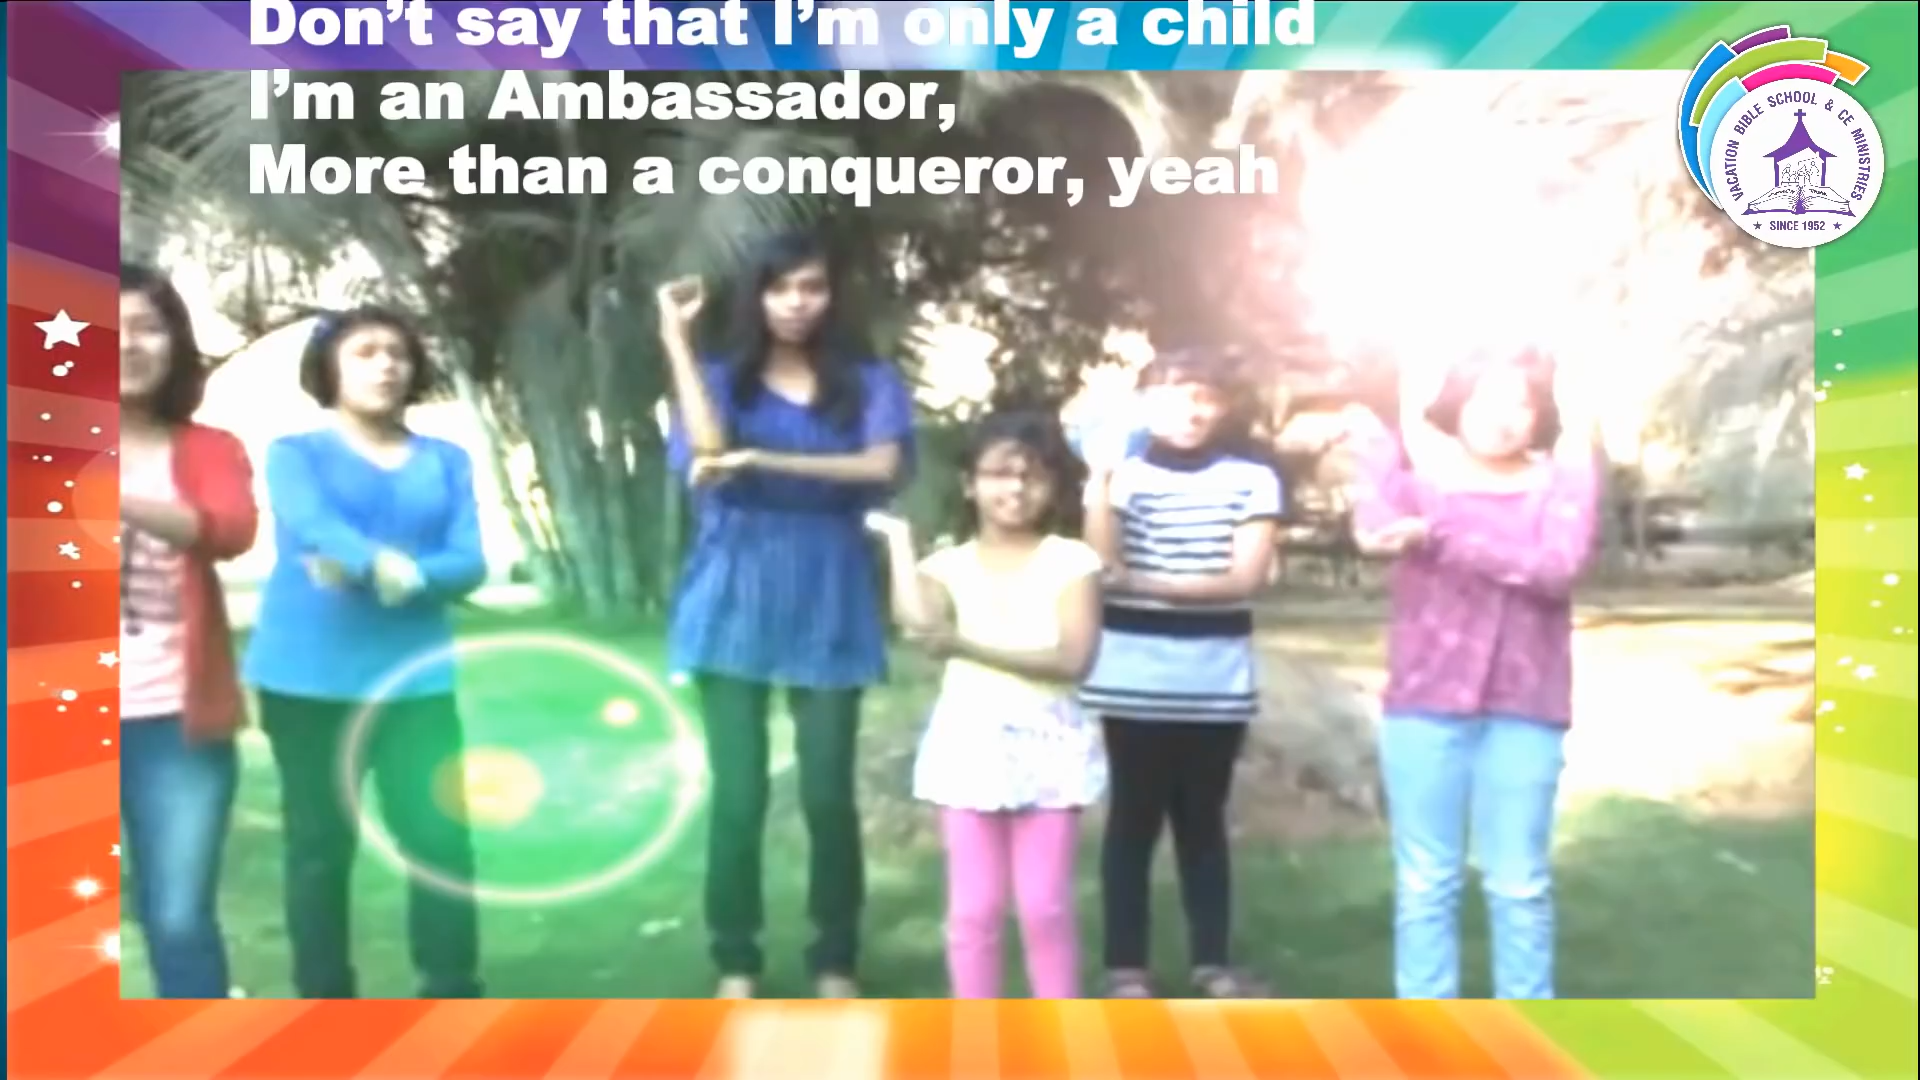 Don't say that I'm only a child
I'm an Ambassador,
More than a conqueror, yeah
VACATION BIBLE SCHOOL & CE MINISTRIES
★ SINCE 1952 ★